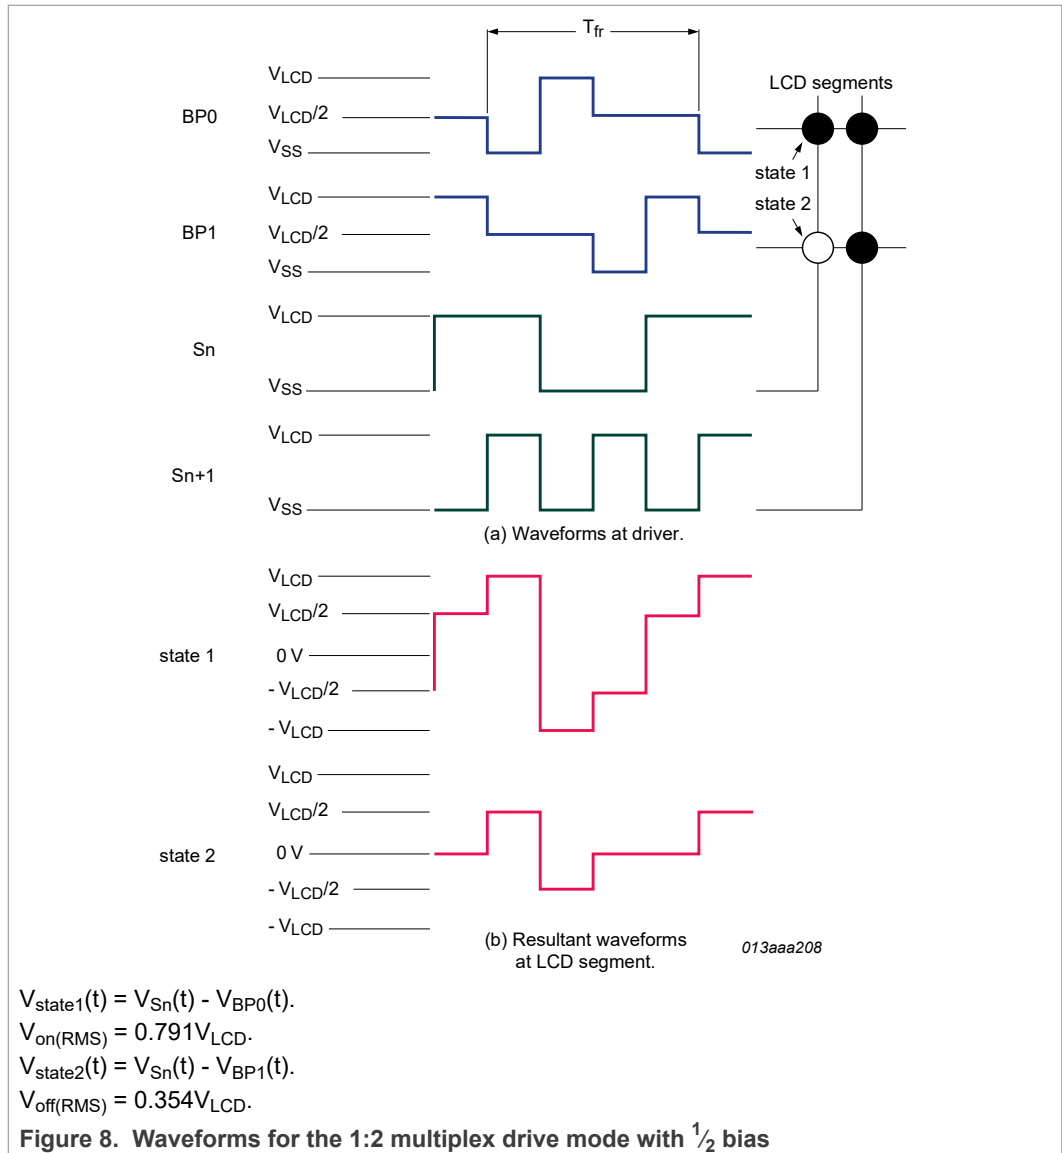 Tfr
BP0
VLCD
VLCD/2
VSS
LCD segments
state 1
state 2
BP1
VLCD
VLCD/2
VSS
Sn
VLCD
VSS
Sn+1
VLCD
VSS
(a) Waveforms at driver.
state 1
VLCD
VLCD/2
0 V
- VLCD/2
- VLCD
state 2
VLCD
VLCD/2
0 V
- VLCD/2
- VLCD
(b) Resultant waveforms
at LCD segment.
013aaa208
Vstate1(t) = VSn(t) - VBP0(t).
Von(RMS) = 0.791VLCD.
Vstate2(t) = VSn(t) - VBP1(t).
Voff(RMS) = 0.354VLCD.
Figure 8. Waveforms for the 1:2 multiplex drive mode with 1/2 bias